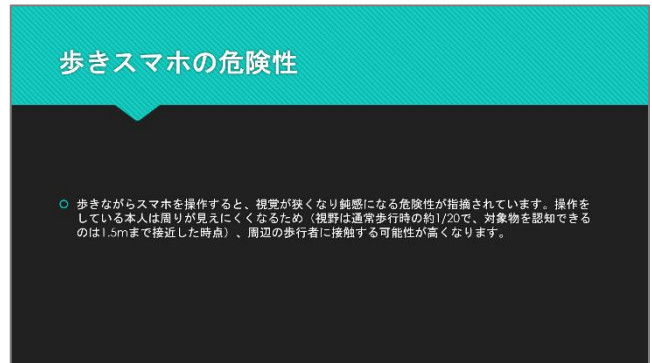 歩きスマホの危険性
歩きながらスマホを操作すると、視覚が狭くなり鈍感になる危険性が指摘されています。操作を
している本人は周りが見えにくくなるため（視野は通常歩行時の約1/20で、対象物を認知できる
のは1.5mまで接近した時点）、周辺の歩行者に接触する可能性が高くなります。